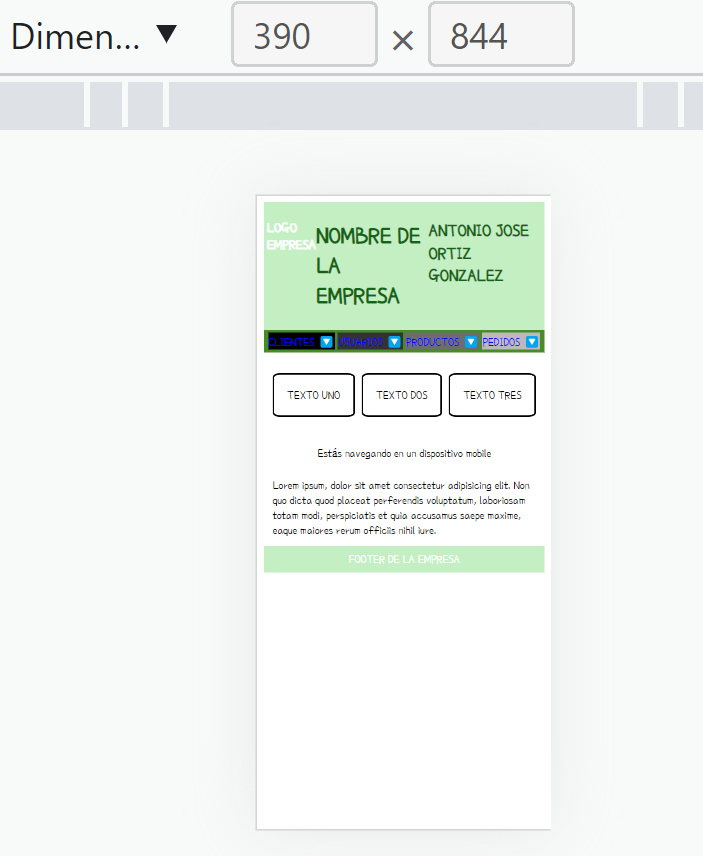 Dimen... ▼ 390 × 844
LOGO
EMPRESA
NOMBRE DE
LA
EMPRESA
ANTONIO JOSE
ORTIZ
GONZALEZ
CLIENTES 🔽 USUARIOS 🔽 PRODUCTOS 🔽 PEDIDOS 🔽
TEXTO UNO TEXTO DOS TEXTO TRES
Estás navegando en un dispositivo mobile
Lorem ipsum, dolor sit amet consectetur adipisicing elit. Non
quo dicta quod placeat perferendis voluptatum, laboriosam
totam modi, perspiciatis et quia accusamus saepe maxime,
eaque maiores rerum officiis nihil iure.
FOOTER DE LA EMPRESA